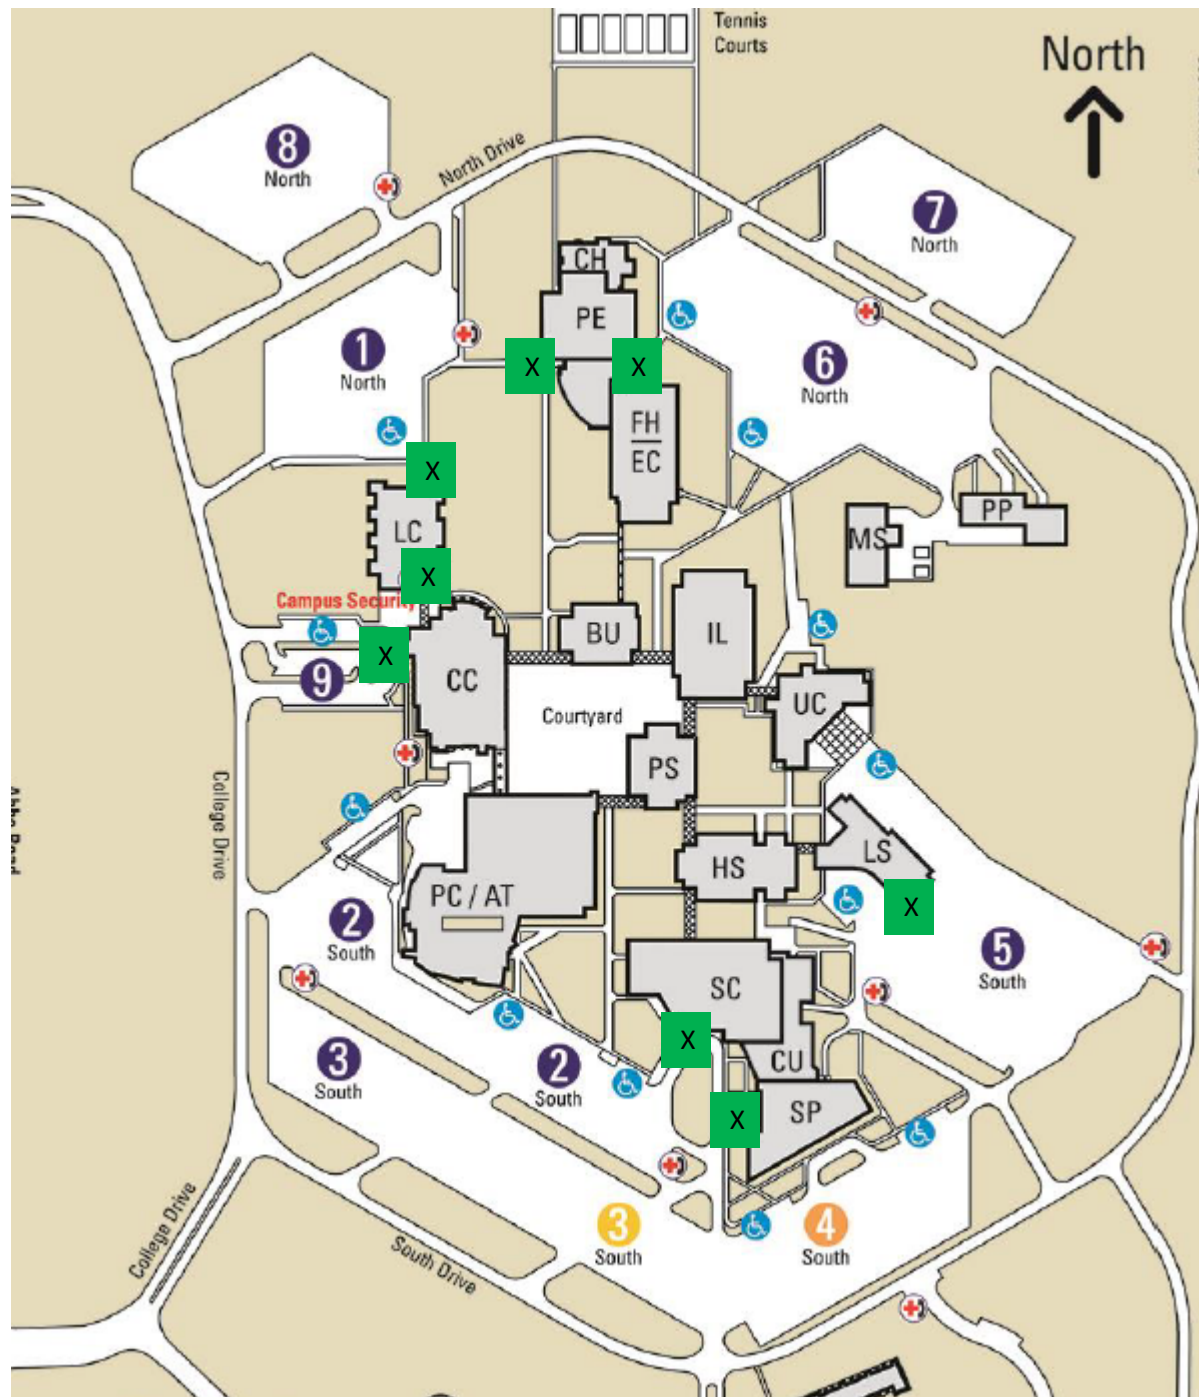 Tennis
Courts
North
8
North
North Drive
7
North
CH
PE
1
North
6
North
X
X
FH
EC
X
LC
PP
MS
X
Campus Security
BU
IL
X
9
CC
UC
Courtyard
PS
College Drive
LS
HS
PC / AT
X
2
South
5
South
SC
X
3
South
2
South
CU
X
SP
College Drive
South Drive
3
South
4
South